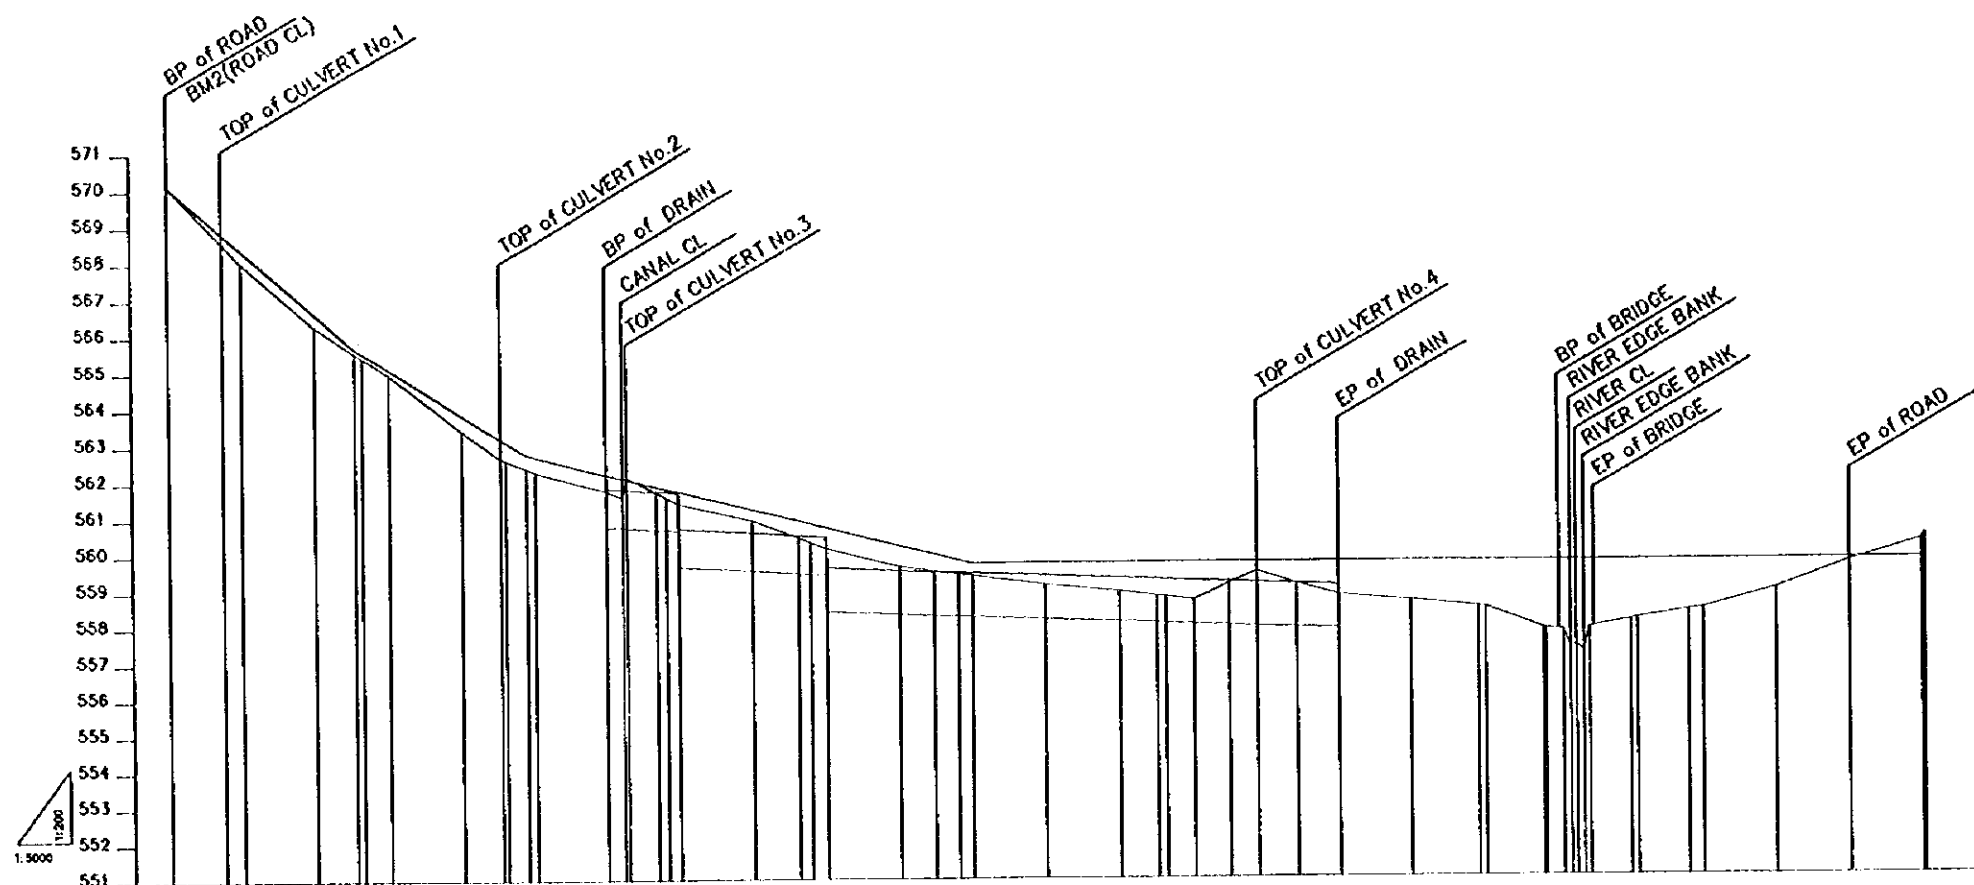 BP of ROAD
BM2(ROAD CL)
TOP of CULVERT No.1
TOP of CULVERT No.2
BP of DRAIN
CANAL CL
TOP of CULVERT No.3
TOP of CULVERT No.4
EP of DRAIN
BP of BRIDGE
RIVER EDGE BANK
RIVER CL
RIVER EDGE BANK
EP of BRIDGE
EP of ROAD
571
570
569
568
567
566
565
564
563
562
561
560
559
558
557
556
555
554
553
552
551
1:200
1:5000